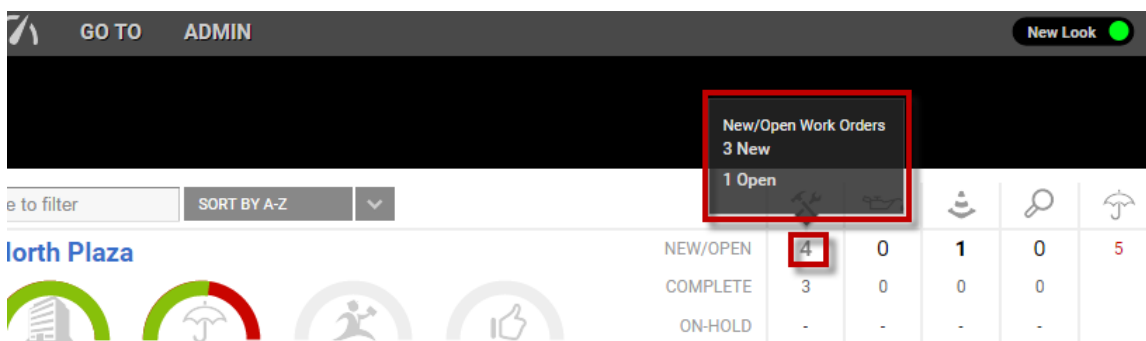 GO TO ADMIN New Look
New/Open Work Orders
3 New
1 Open
e to filter SORT BY A-Z
lorth Plaza
NEW/OPEN 4 0 1 0 5
COMPLETE 3 0 0 0
ON-HOLD - - - -